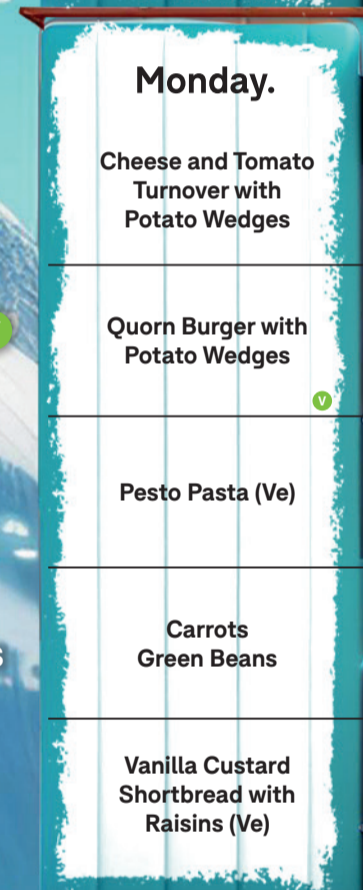 Monday.
Cheese and Tomato
Turnover with
Potato Wedges
Quorn Burger with
Potato Wedges
V
Pesto Pasta (Ve)
Carrots
Green Beans
Vanilla Custard
Shortbread with
Raisins (Ve)